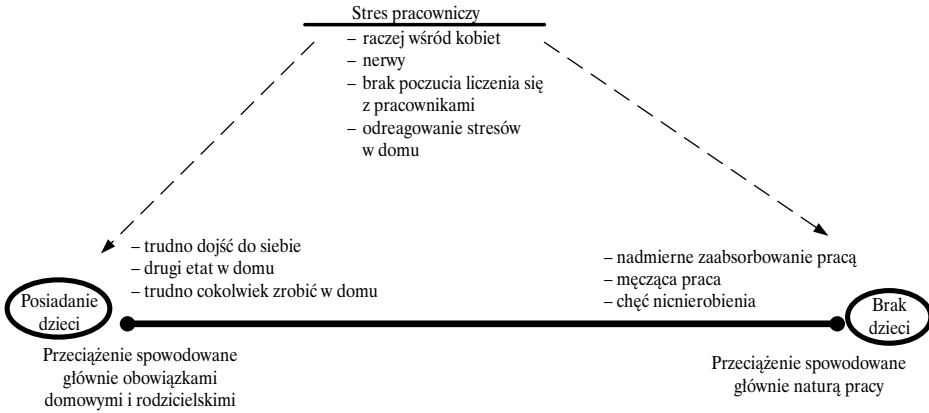 Stres pracowniczy
– raczej wśród kobiet
– nerwy
– brak poczucia liczenia się
z pracownikami
– odreagowanie stresów
w domu
– trudno dojść do siebie
– drugi etat w domu
– trudno cokolwiek zrobić w domu
– nadmierne zaabsorbowanie pracą
– męcząca praca
– chęć nicnierobienia
Posiadanie
dzieci
Brak
dzieci
Przeciążenie spowodowane
głównie obowiązkami
domowymi i rodzicielskimi
Przeciążenie spowodowane
głównie naturą pracy